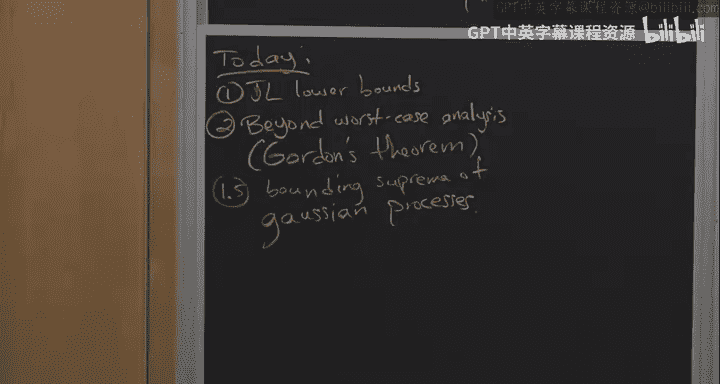 GPT中英字幕课程资源 bilibili
Today:
① JL lower bounds
② Beyond worst-case analysis
(Gordon's theorem)
①.5 bounding suprema of
gaussian processes.